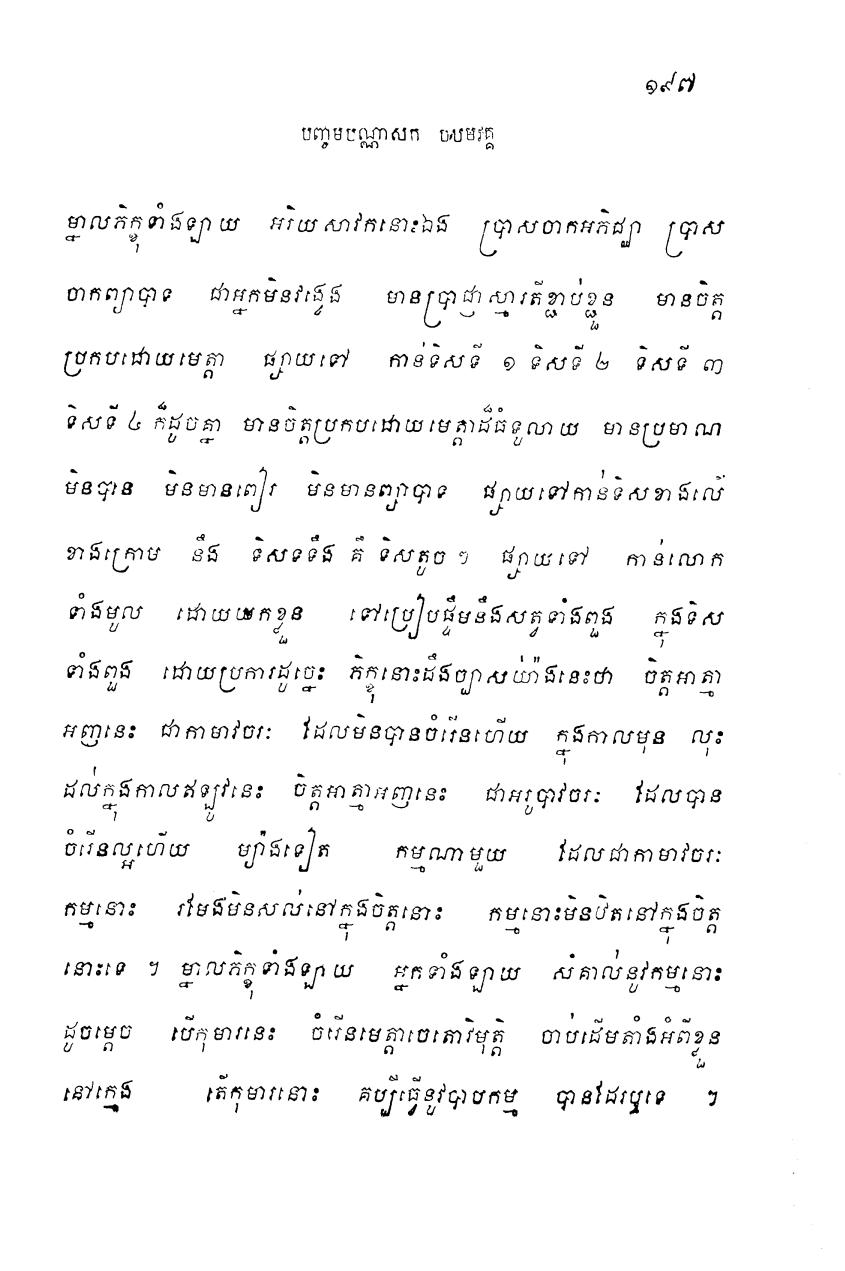 ១៩៧
បញ្ចមបណ្ណាសក បឋមវគ្គ
ម្នាលភិក្ខុទាំងឡាយ អរិយសាវកនោះឯង ប្រាសចាកអភិជ្ឈា ប្រាស
ចាកព្យាបាទ ជាអ្នកមិនវង្វេង មានប្រាជ្ញាស្មារតីខ្ជាប់ខ្ជួន មានចិត្ត
ប្រកបដោយមេត្តា ផ្សាយទៅ កាន់ទិសទី ១ ទិសទី ២ ទិសទី ៣
ទិសទី ៤ ក៏ដូចគ្នា មានចិត្តប្រកបដោយមេត្តាដ៏ធំទូលាយ មានប្រមាណ
មិនបាន មិនមានពៀរ មិនមានព្យាបាទ ផ្សាយទៅកាន់ទិសខាងលើ
ខាងក្រោម នឹង ទិសទទឹង គឺ ទិសតូច ៗ ផ្សាយទៅ កាន់លោក
ទាំងមូល ដោយយកខ្លួន ទៅប្រៀបផ្ទឹមនឹងសត្វទាំងពួង ក្នុងទិស
ទាំងពួង ដោយប្រការដូច្នេះ ភិក្ខុនោះដឹងច្បាសយ៉ាងនេះថា ចិត្តអាត្មា
អញនេះ ជាកាមាវចរៈ ដែលមិនបានចំរើនហើយ ក្នុងកាលមុន លុះ
ដល់ក្នុងកាលឥឡូវនេះ ចិត្តអាត្មាអញនេះ ជាអរូបាវចរៈ ដែលបាន
ចំរើនល្អហើយ ម្យ៉ាងទៀត កម្មណាមួយ ដែលជាកាមាវចរៈ
កម្មនោះ រមែងមិនសល់នៅក្នុងចិត្តនោះ កម្មនោះមិនឋិតនៅក្នុងចិត្ត
នោះទេ ។ ម្នាលភិក្ខុទាំងឡាយ អ្នកទាំងឡាយ សំគាល់នូវកម្មនោះ
ដូចម្តេច បើកុមារនេះ ចំរើនមេត្តាចេតោវិមុត្តិ ចាប់ដើមតាំងអំពីខ្លួន
នៅក្មេង តើកុមារនោះ គប្បីធ្វើនូវបាបកម្ម បានដែរឬទេ ។